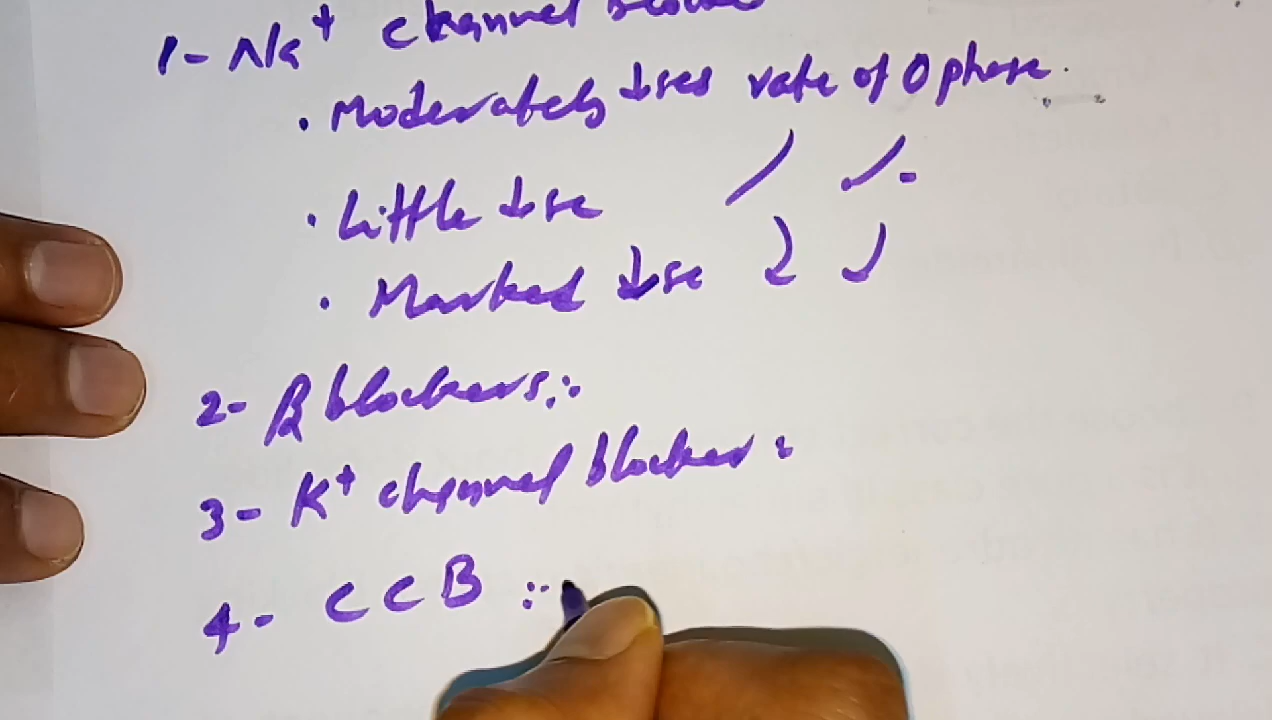 1- Na+ channel
• Moderately ↓ses rate of 0 phase.
• Little ↓se
• Marked ↓se
2- β blockers:-
3- K+ channel blocker:
4- CCB :-